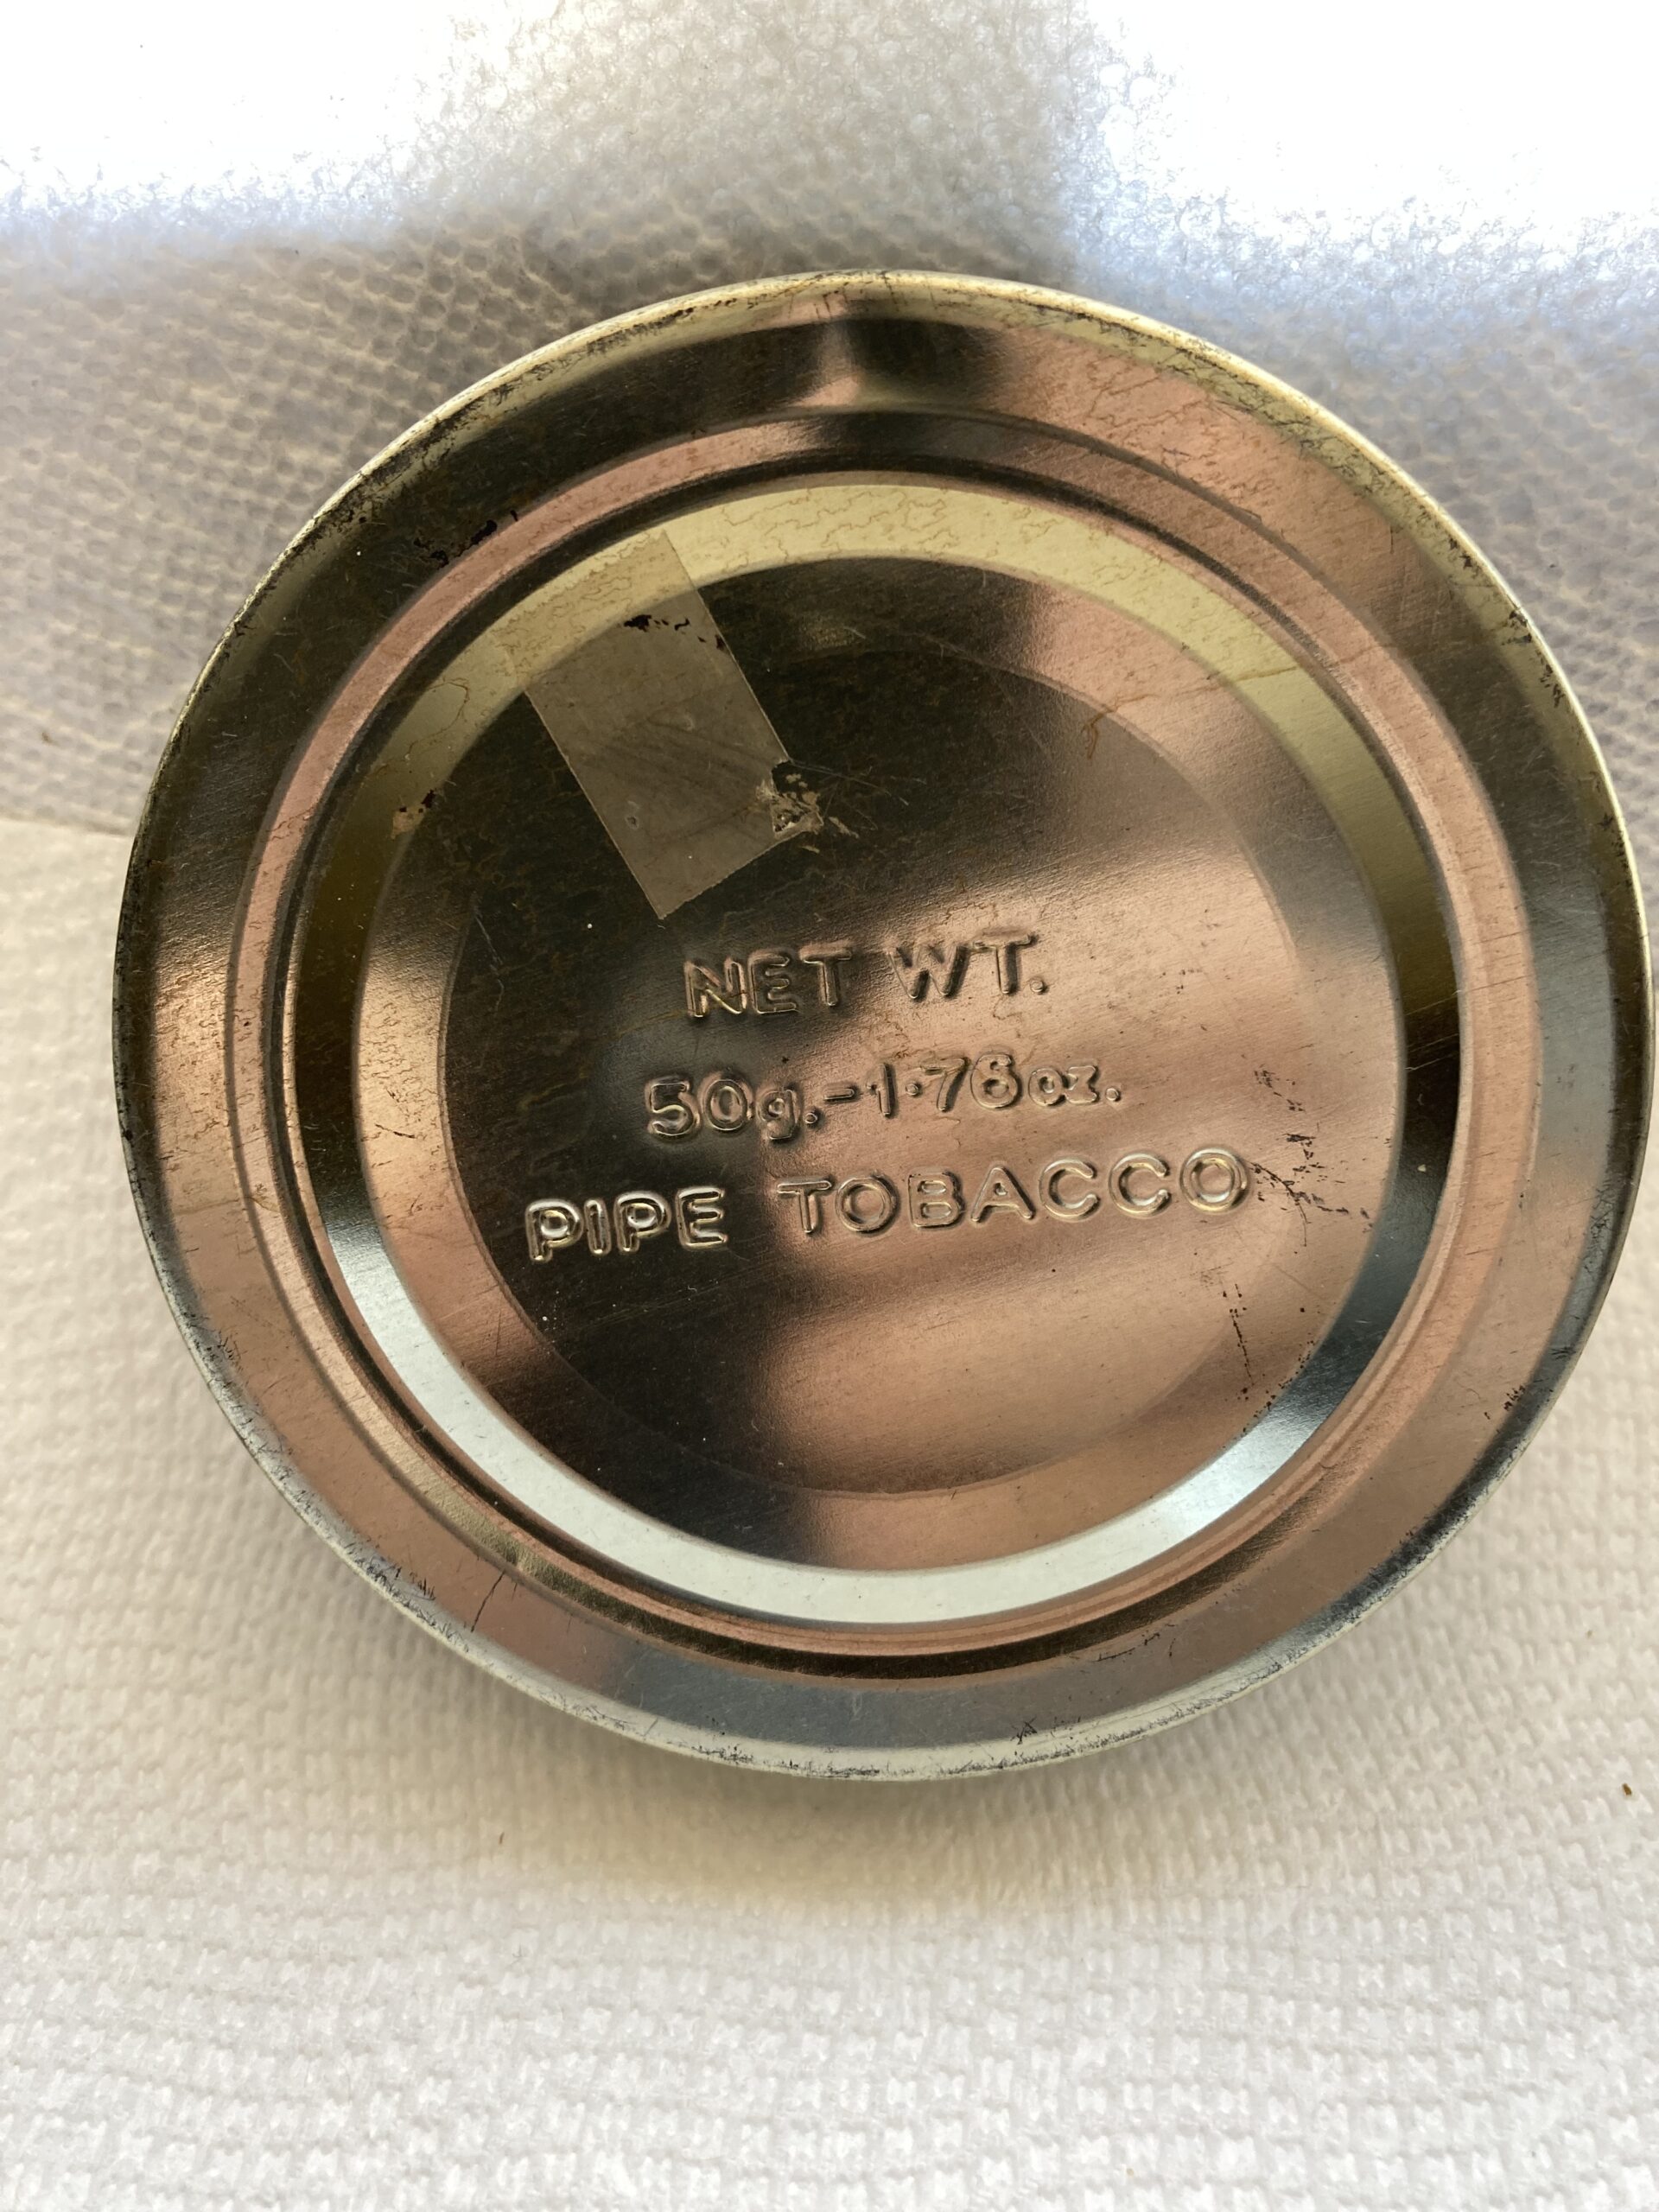 NET WT.
50g.-1·76oz.
PIPE TOBACCO